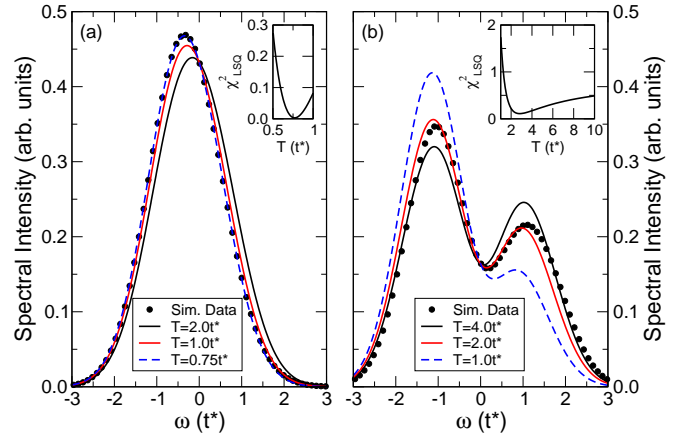 (a)
Spectral Intensity (arb. units)
0.5
0.4
0.3
0.2
0.1
0.0
-3 -2 -1 0 1 2 3
ω (t*)
Sim. Data
T=2.0t*
T=1.0t*
T=0.75t*
χ²LSQ
0.3
0.2
0.1
0.0
0.5 1
T (t*)
(b)
-3 -2 -1 0 1 2 3
ω (t*)
Sim. Data
T=4.0t*
T=2.0t*
T=1.0t*
χ²LSQ
2
1
0
2 4 6 8 10
T (t*)
0.5
0.4
0.3
0.2
0.1
0.0
Spectral Intensity (arb. units)